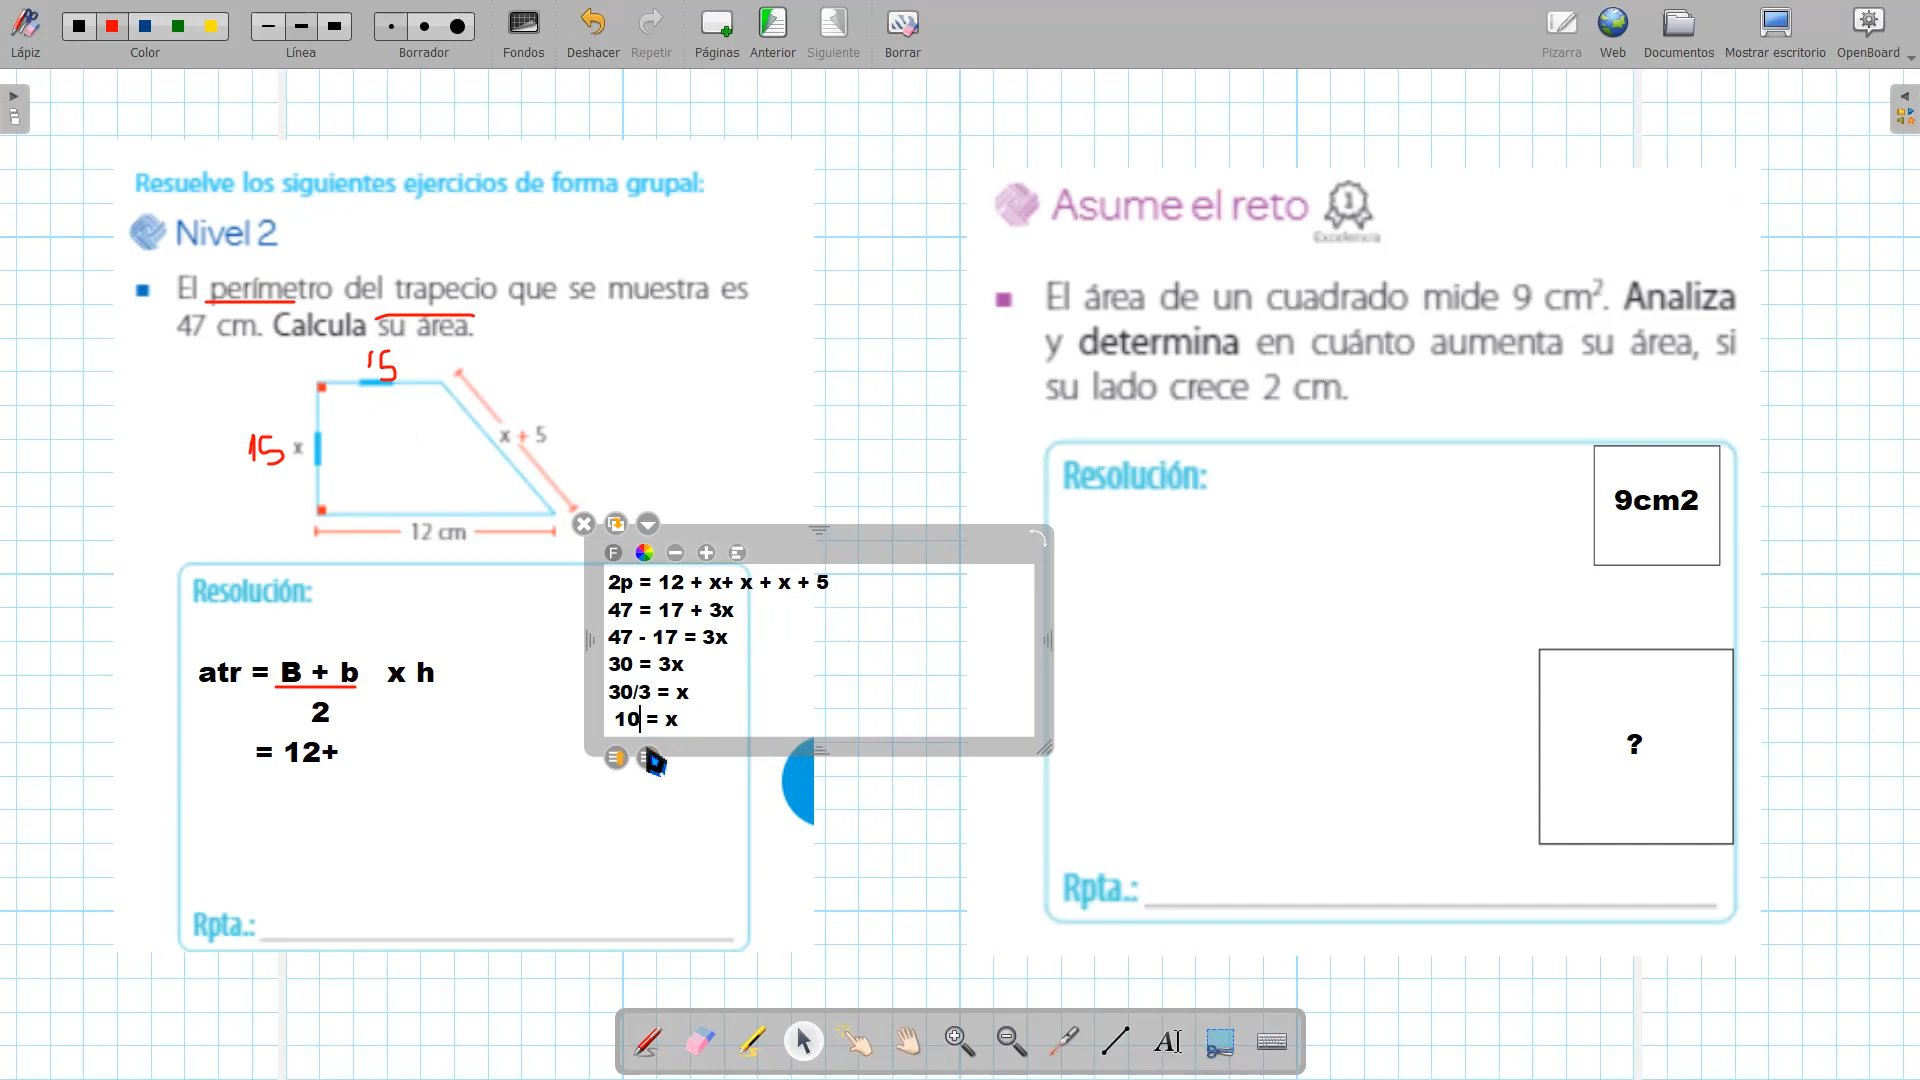 Lápiz
Color
Línea
Borrador
Fondos
Deshacer
Repetir
Páginas
Anterior
Siguiente
Borrar
Pizarra
Web
Documentos
Mostrar escritorio
OpenBoard
Resuelve los siguientes ejercicios de forma grupal:
Nivel 2
El perímetro del trapecio que se muestra es
47 cm. Calcula su área.
15
15 x
x + 5
12 cm
Resolución:
atr = B + b x h
2
= 12+
Rpta.:
F
2p = 12 + x+ x + x + 5
47 = 17 + 3x
47 - 17 = 3x
30 = 3x
30/3 = x
10 = x
Asume el reto
1
Excelencia
El área de un cuadrado mide 9 cm². Analiza
y determina en cuánto aumenta su área, si
su lado crece 2 cm.
Resolución:
9cm2
?
Rpta.: